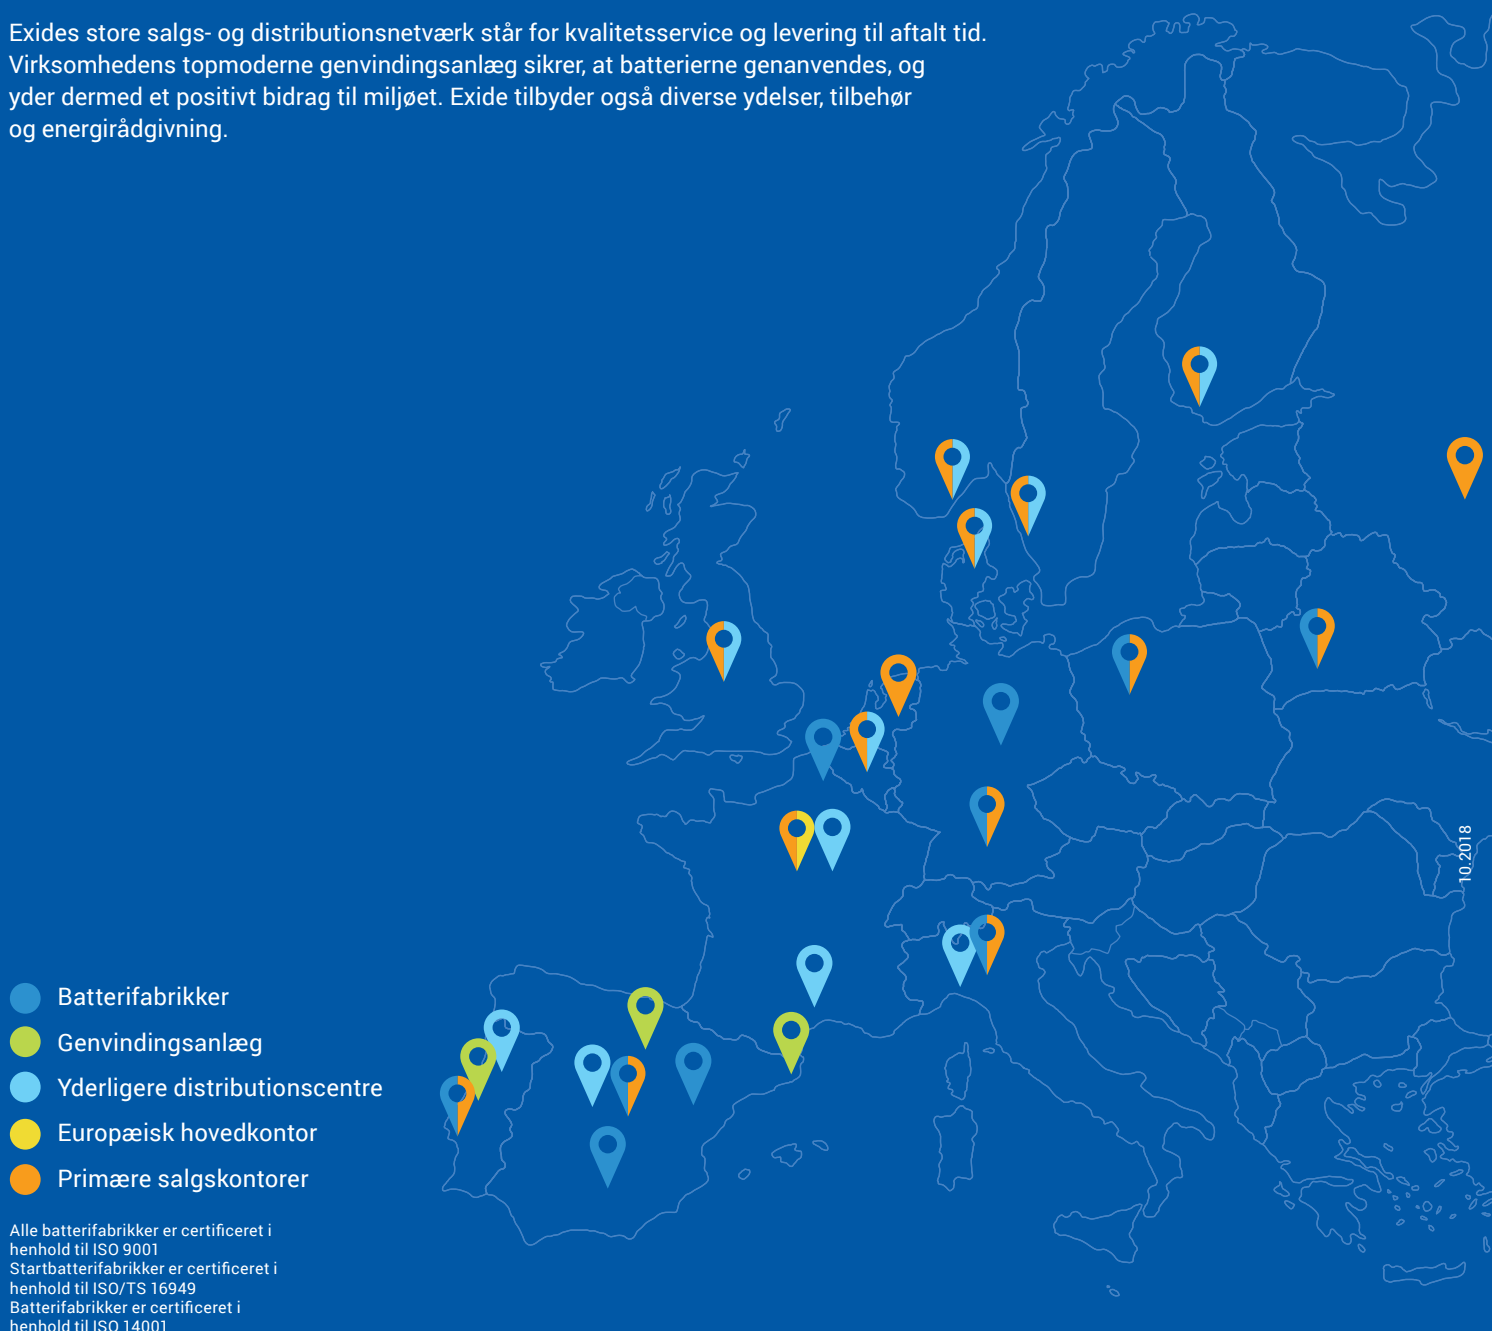 Exides store salgs- og distributionsnetværk står for kvalitetsservice og levering til aftalt tid.
Virksomhedens topmoderne genvindingsanlæg sikrer, at batterierne genanvendes, og
yder dermed et positivt bidrag til miljøet. Exide tilbyder også diverse ydelser, tilbehør
og energirådgivning.
10.2018
Batterifabrikker
Genvindingsanlæg
Yderligere distributionscentre
Europæisk hovedkontor
Primære salgskontorer
Alle batterifabrikker er certificeret i
henhold til ISO 9001
Startbatterifabrikker er certificeret i
henhold til ISO/TS 16949
Batterifabrikker er certificeret i
henhold til ISO 14001